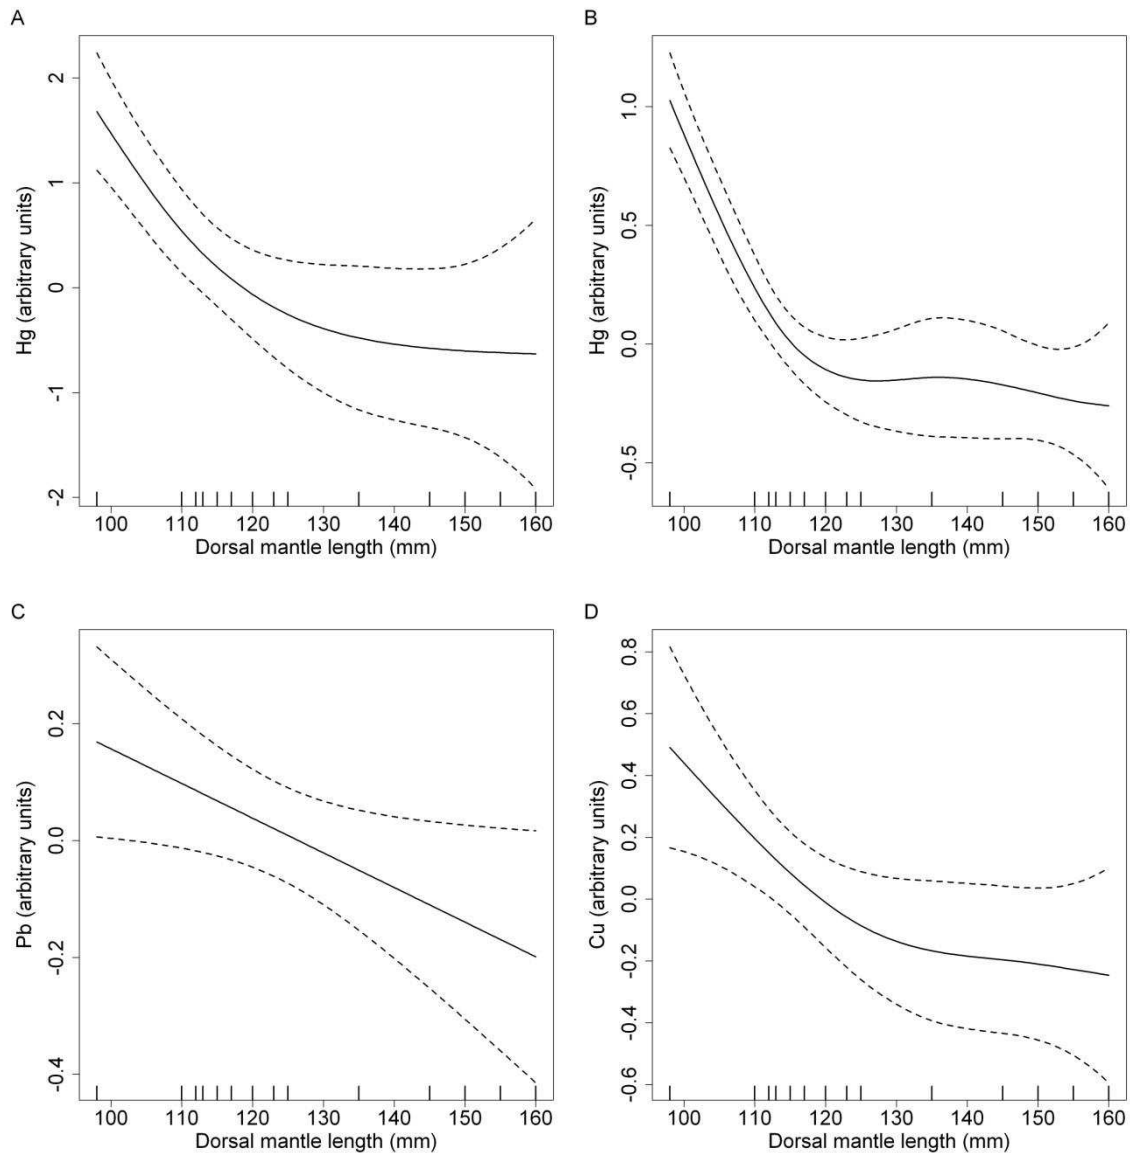 A
2
1
0
-1
-2
Hg (arbitrary units)
100 110 120 130 140 150 160
Dorsal mantle length (mm)
B
1.0
0.5
0.0
-0.5
Hg (arbitrary units)
100 110 120 130 140 150 160
Dorsal mantle length (mm)
C
0.2
0.0
-0.2
-0.4
Pb (arbitrary units)
100 110 120 130 140 150 160
Dorsal mantle length (mm)
D
0.8
0.6
0.4
0.2
0.0
-0.2
-0.4
-0.6
Cu (arbitrary units)
100 110 120 130 140 150 160
Dorsal mantle length (mm)